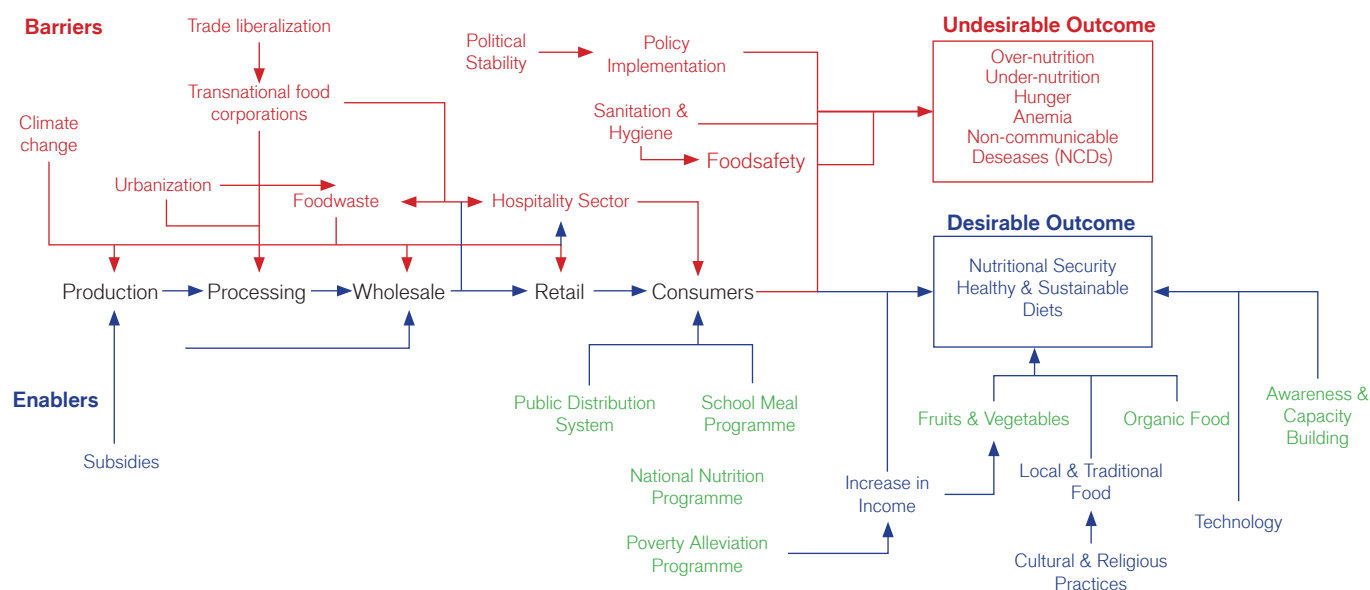 Barriers
Trade liberalization
Transnational food
corporations
Climate
change
Urbanization
Foodwaste
Hospitality Sector
Political
Stability
Policy
Implementation
Sanitation &
Hygiene
Foodsafety
Undesirable Outcome
Over-nutrition
Under-nutrition
Hunger
Anemia
Non-communicable
Deseases (NCDs)
Desirable Outcome
Nutritional Security
Healthy & Sustainable
Diets
Production
Processing
Wholesale
Retail
Consumers
Enablers
Subsidies
Public Distribution
System
School Meal
Programme
National Nutrition
Programme
Poverty Alleviation
Programme
Increase in
Income
Fruits & Vegetables
Organic Food
Local & Traditional
Food
Cultural & Religious
Practices
Technology
Awareness &
Capacity
Building